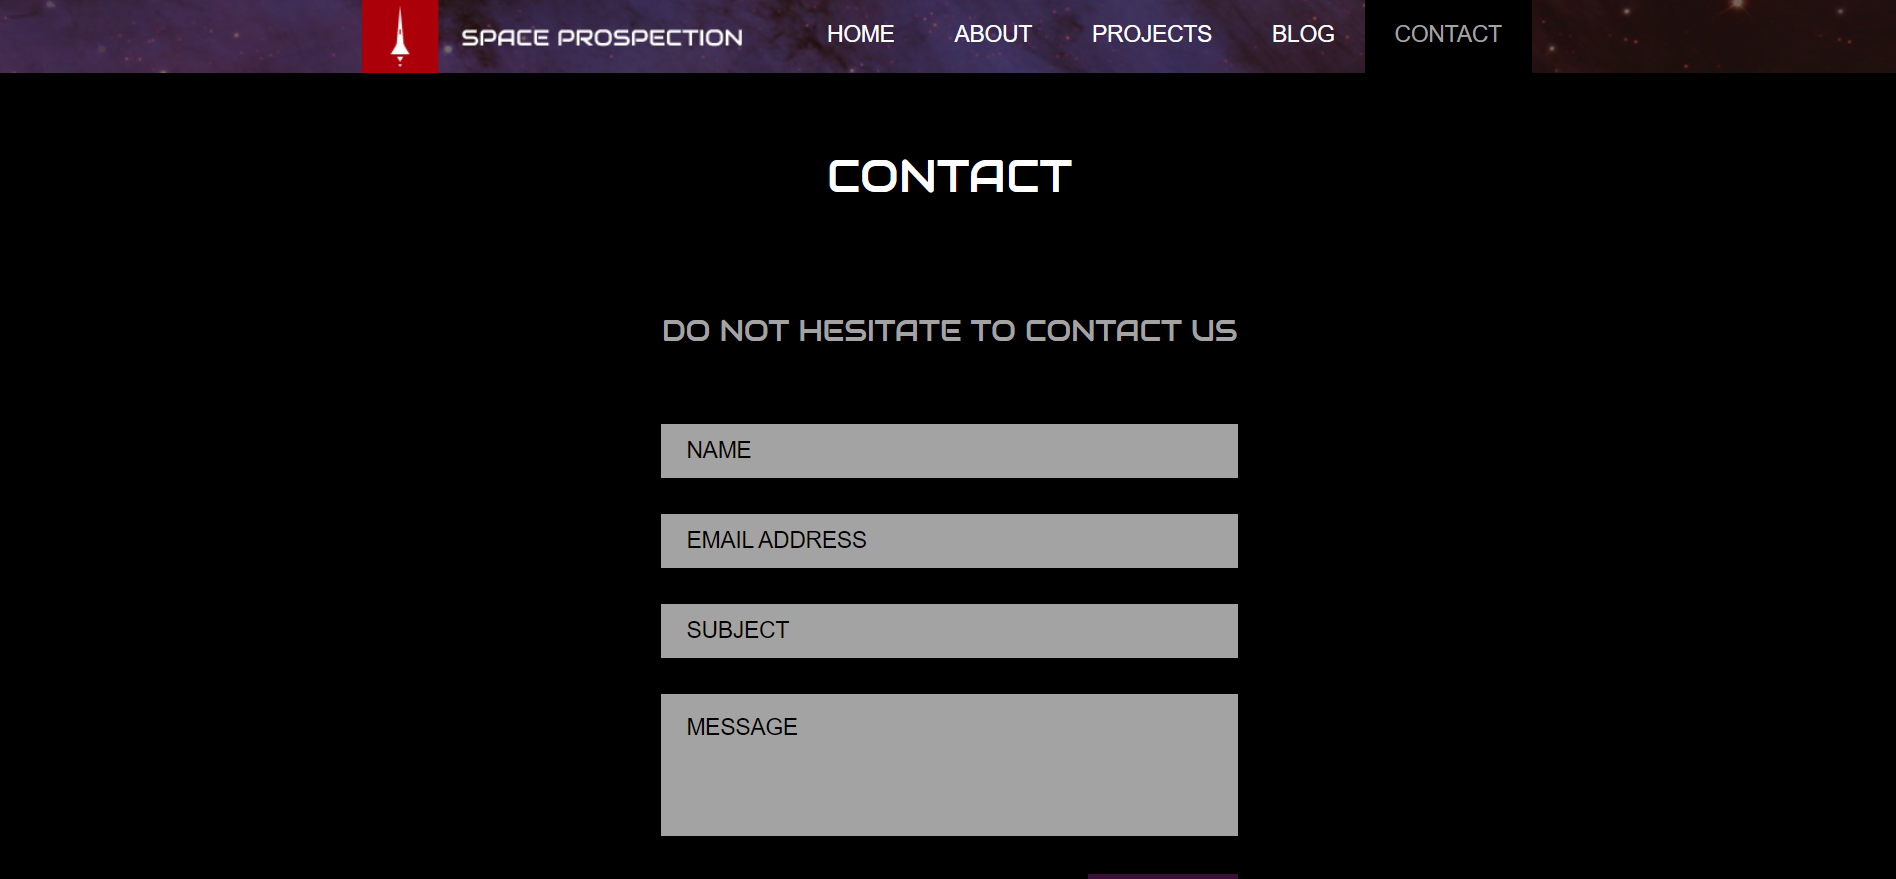 SPACE PROSPECTION
HOME ABOUT PROJECTS BLOG CONTACT
CONTACT
DO NOT HESITATE TO CONTACT US
NAME
EMAIL ADDRESS
SUBJECT
MESSAGE